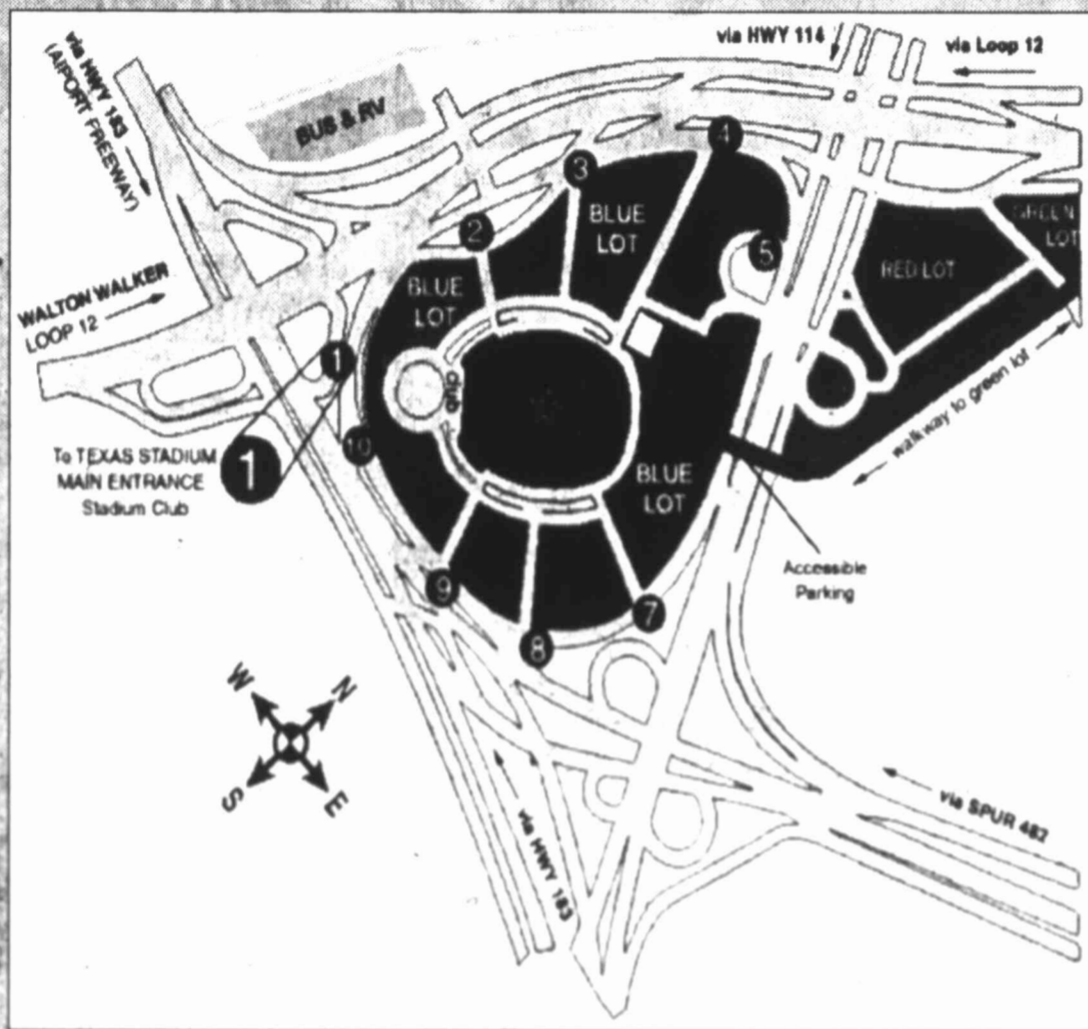 via HWY 183
(AIPORT FREEWAY)
BUS & RV
via HWY 114
via Loop 12
WALTON WALKER
LOOP 12
4
3
2
5
BLUE
LOT
BLUE
LOT
GREEN
LOT
RED LOT
1
club
10
To TEXAS STADIUM
MAIN ENTRANCE
Stadium Club
1
BLUE
LOT
walkway to green lot
Accessible
Parking
9
8
7
W
N
S
E
via HWY 183
via SPUR 482